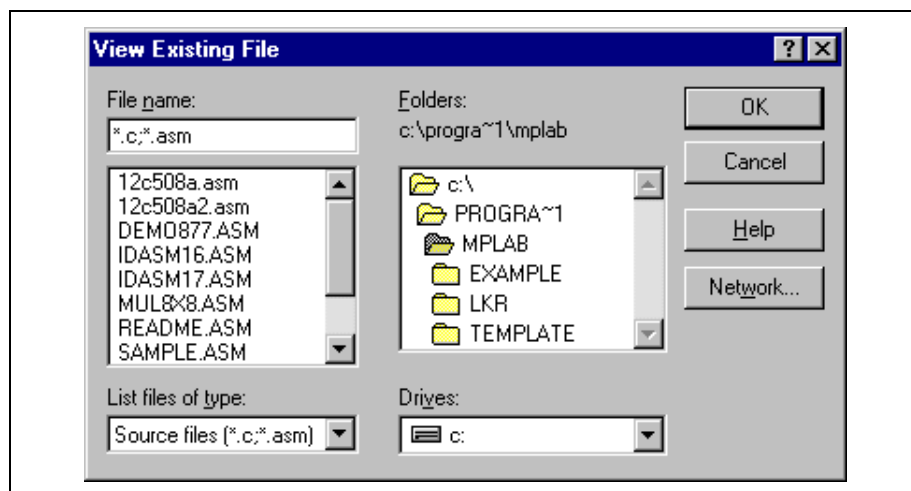 View Existing File
File name:
*.c;*.asm
12c508a.asm
12c508a2.asm
DEMO877.ASM
IDASM16.ASM
IDASM17.ASM
MUL8X8.ASM
README.ASM
SAMPLE.ASM
List files of type:
Source files (*.c;*.asm)
Folders:
c:\progra~1\mplab
c:\
PROGRA~1
MPLAB
EXAMPLE
LKR
TEMPLATE
Drives:
c:
OK
Cancel
Help
Network...